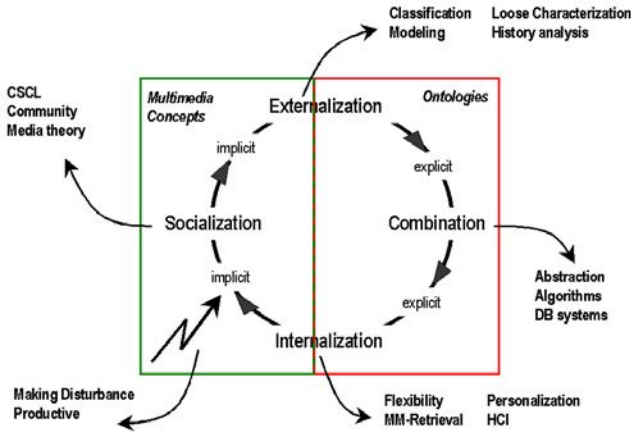 Classification Loose Characterization
Modeling History analysis
CSCL
Community
Media theory
Multimedia
Concepts
Externalization
Ontologies
implicit
explicit
Socialization
Combination
implicit
explicit
Abstraction
Algorithms
DB systems
Internalization
Making Disturbance
Productive
Flexibility Personalization
MM-Retrieval HCI